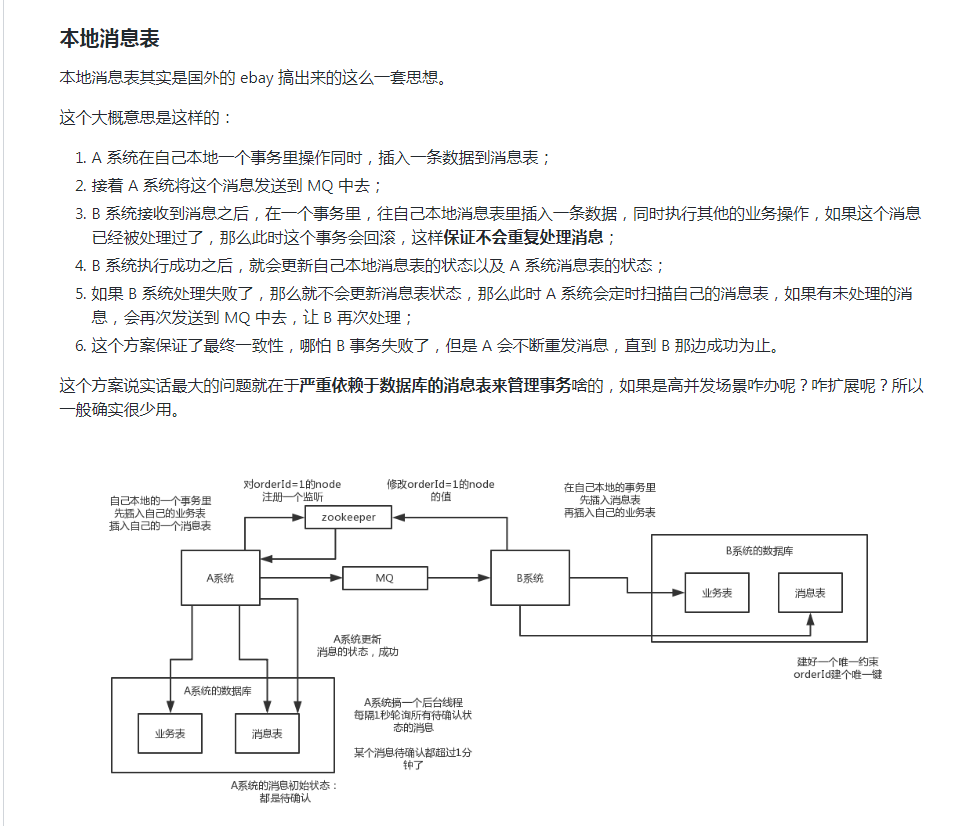 本地消息表
本地消息表其实是国外的 ebay 搞出来的这么一套思想。
这个大概意思是这样的：
1. A 系统在自己本地一个事务里操作同时，插入一条数据到消息表；
2. 接着 A 系统将这个消息发送到 MQ 中去；
3. B 系统接收到消息之后，在一个事务里，往自己本地消息表里插入一条数据，同时执行其他的业务操作，如果这个消息
已经被处理过了，那么此时这个事务会回滚，这样保证不会重复处理消息；
4. B 系统执行成功之后，就会更新自己本地消息表的状态以及 A 系统消息表的状态；
5. 如果 B 系统处理失败了，那么就不会更新消息表状态，那么此时 A 系统会定时扫描自己的消息表，如果有未处理的消
息，会再次发送到 MQ 中去，让 B 再次处理；
6. 这个方案保证了最终一致性，哪怕 B 事务失败了，但是 A 会不断重发消息，直到 B 那边成功为止。
这个方案说实话最大的问题就在于严重依赖于数据库的消息表来管理事务啥的，如果是高并发场景咋办呢？咋扩展呢？所以
一般确实很少用。
自己本地的一个事务里
先插入自己的业务表
插入自己的一个消息表
对orderId=1的node
注册一个监听
修改orderId=1的node
的值
在自己本地的事务里
先插入消息表
再插入自己的业务表
zookeeper
A系统
MQ
B系统
B系统的数据库
业务表
消息表
建好一个唯一约束
orderId建个唯一键
A系统更新
消息的状态，成功
A系统的数据库
业务表
消息表
A系统搞一个后台线程
每隔1秒轮询所有待确认状
态的消息
某个消息待确认都超过1分
钟了
A系统的消息初始状态：
都是待确认